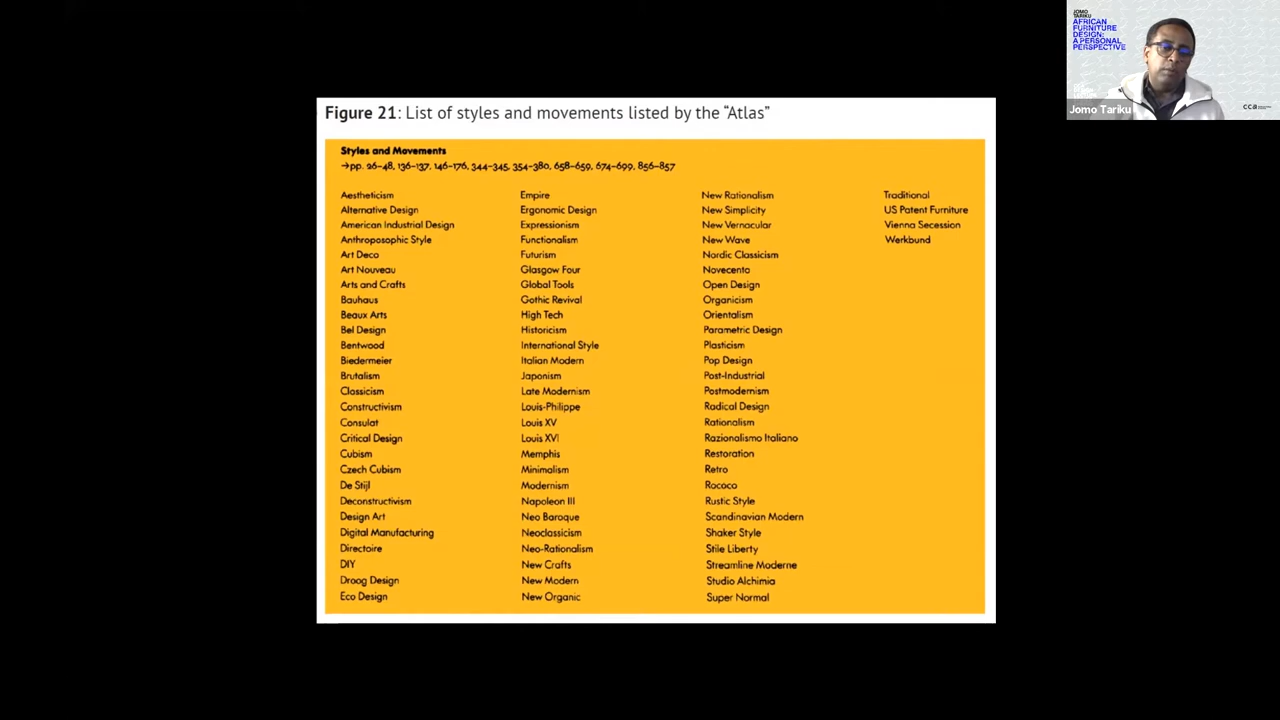 Figure 21: List of styles and movements listed by the “Atlas”
Styles and Movements
→pp. 26–48, 136–137, 146–176, 344–345, 354–380, 658–659, 674–699, 856–857
Aestheticism
Alternative Design
American Industrial Design
Anthroposophic Style
Art Deco
Art Nouveau
Arts and Crafts
Bauhaus
Beaux Arts
Bel Design
Bentwood
Biedermeier
Brutalism
Classicism
Constructivism
Consulat
Critical Design
Cubism
Czech Cubism
De Stijl
Deconstructivism
Design Art
Digital Manufacturing
Directoire
DIY
Droog Design
Eco Design
Empire
Ergonomic Design
Expressionism
Functionalism
Futurism
Glasgow Four
Global Tools
Gothic Revival
High Tech
Historicism
International Style
Italian Modern
Japonism
Late Modernism
Louis-Philippe
Louis XV
Louis XVI
Memphis
Minimalism
Modernism
Napoleon III
Neo Baroque
Neoclassicism
Neo-Rationalism
New Crafts
New Modern
New Organic
New Rationalism
New Simplicity
New Vernacular
New Wave
Nordic Classicism
Novecento
Open Design
Organicism
Orientalism
Parametric Design
Plasticism
Pop Design
Post-Industrial
Postmodernism
Radical Design
Rationalism
Razionalismo Italiano
Restoration
Retro
Rococo
Rustic Style
Scandinavian Modern
Shaker Style
Stile Liberty
Streamline Moderne
Studio Alchimia
Super Normal
Traditional
US Patent Furniture
Vienna Secession
Werkbund
JOMO
TARIKU
AFRICAN
FURNITURE
DESIGN:
A PERSONAL
PERSPECTIVE
Jomo Tariku
cca